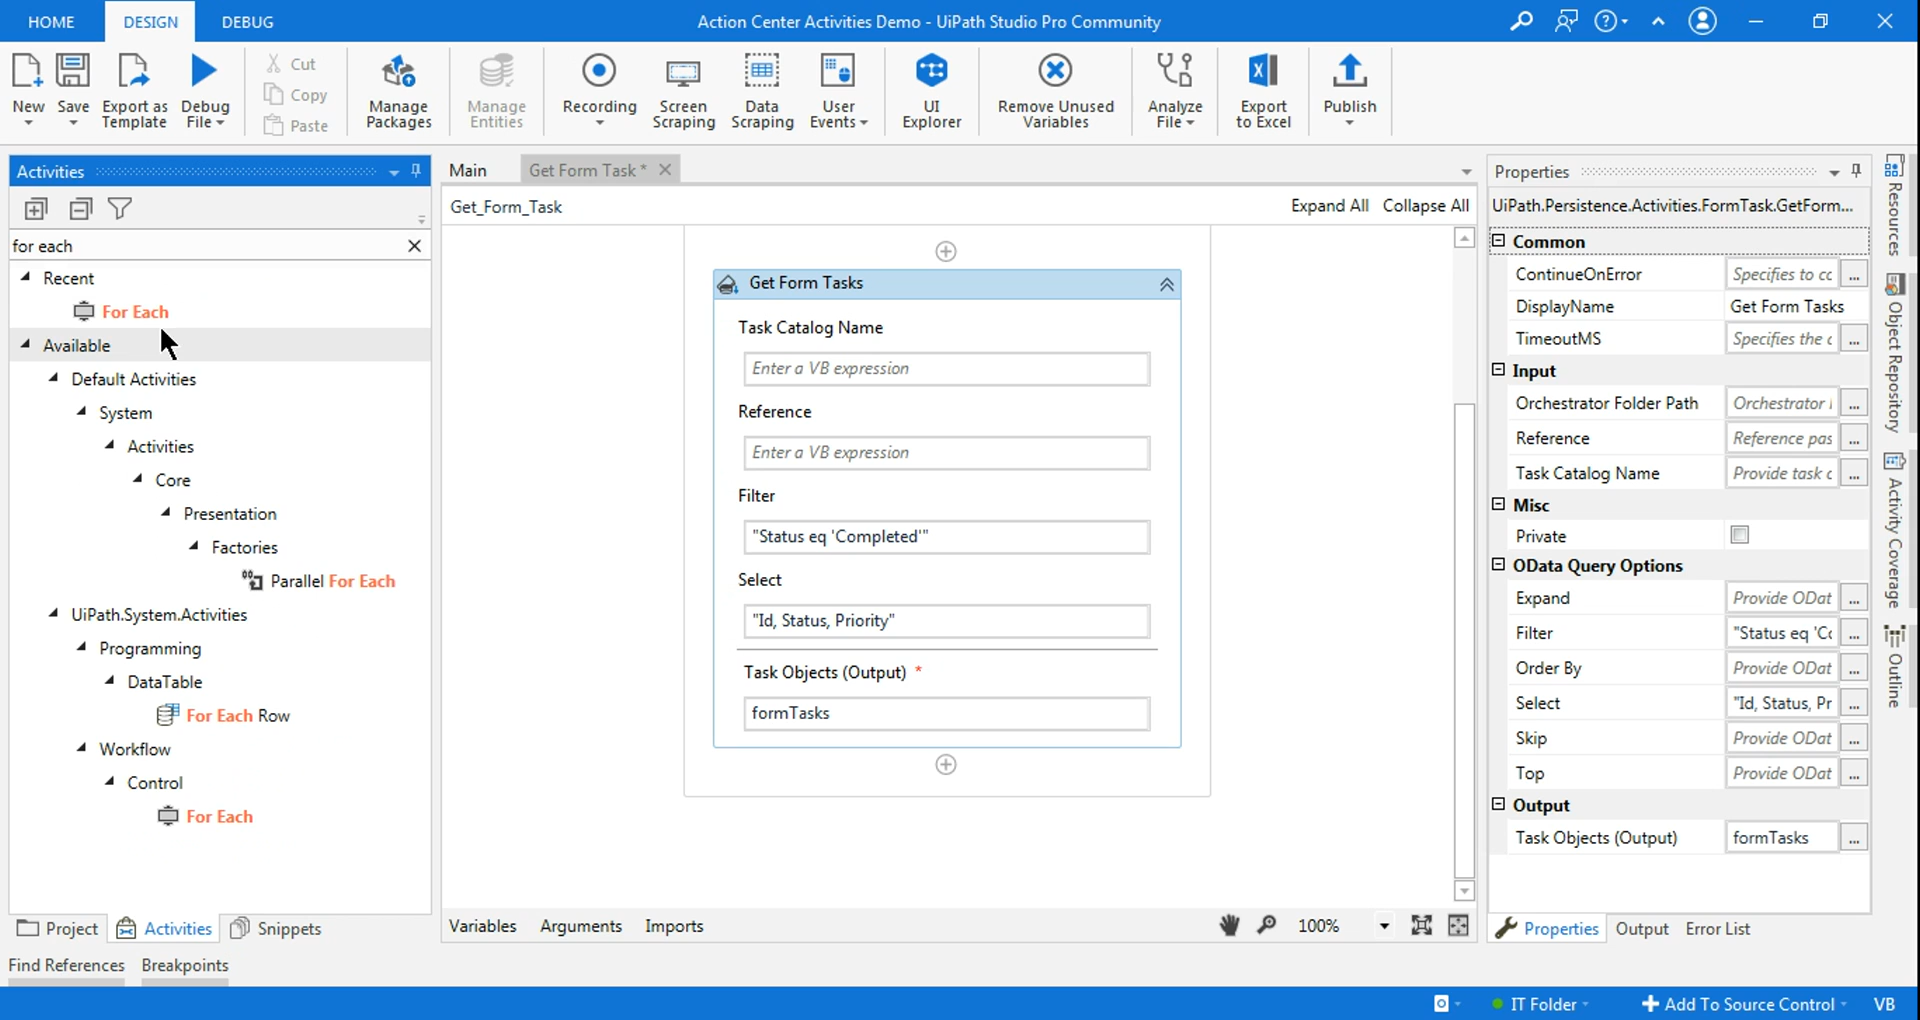 HOME DESIGN DEBUG
Action Center Activities Demo - UiPath Studio Pro Community
New
Save
Export as
Template
Debug
File
Cut
Copy
Paste
Manage
Packages
Manage
Entities
Recording
Screen
Scraping
Data
Scraping
User
Events
UI
Explorer
Remove Unused
Variables
Analyze
File
Export
to Excel
Publish
Activities
for each
Recent
For Each
Available
Default Activities
System
Activities
Core
Presentation
Factories
Parallel For Each
UiPath.System.Activities
Programming
DataTable
For Each Row
Workflow
Control
For Each
Project Activities Snippets
Main Get Form Task *
Get_Form_Task Expand All Collapse All
Get Form Tasks
Task Catalog Name
Enter a VB expression
Reference
Enter a VB expression
Filter
"Status eq 'Completed'"
Select
"Id, Status, Priority"
Task Objects (Output) *
formTasks
Variables Arguments Imports 100%
Properties
UiPath.Persistence.Activities.FormTask.GetForm...
Common
ContinueOnError Specifies to cc ...
DisplayName Get Form Tasks
TimeoutMS Specifies the c ...
Input
Orchestrator Folder Path Orchestrator l ...
Reference Reference pas ...
Task Catalog Name Provide task c ...
Misc
Private
OData Query Options
Expand Provide ODat ...
Filter "Status eq 'Cc ...
Order By Provide ODat ...
Select "Id, Status, Pr ...
Skip Provide ODat ...
Top Provide ODat ...
Output
Task Objects (Output) formTasks ...
Properties Output Error List
Resources
Object Repository
Activity Coverage
Outline
Find References Breakpoints
IT Folder Add To Source Control VB